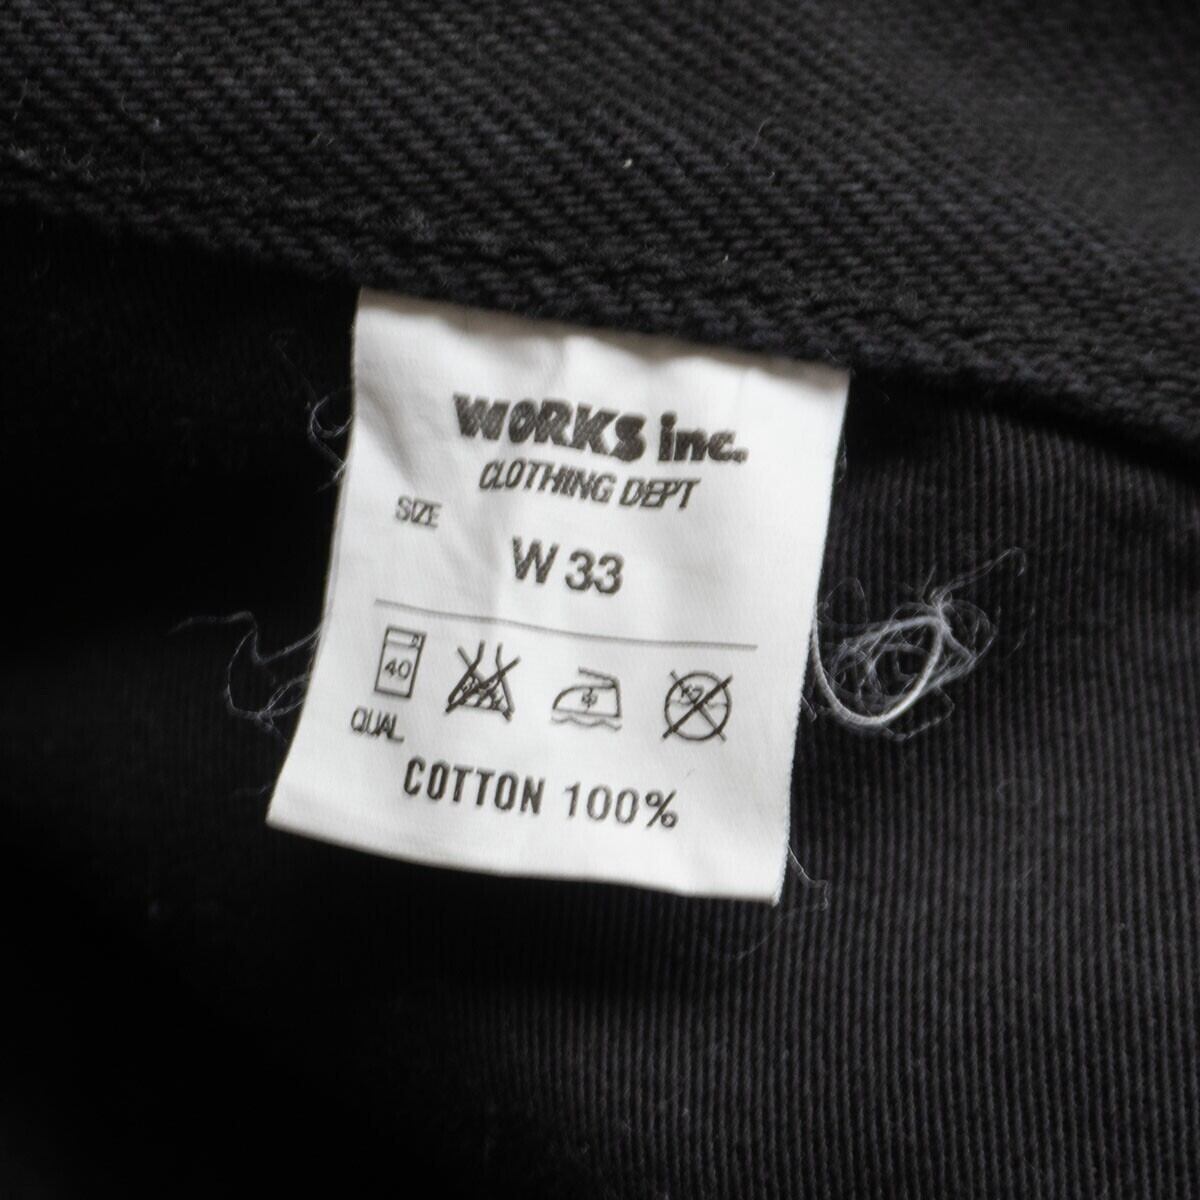 WORKS inc.
CLOTHING DEPT
SIZE
W 33
40
QUAL
COTTON 100%